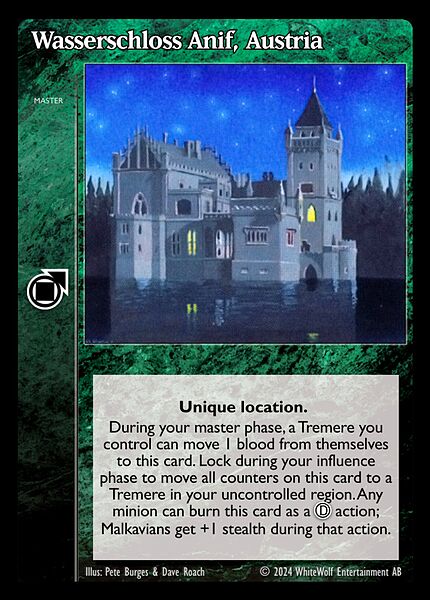 Wasserschloss Anif, Austria
MASTER
Unique location.
During your master phase, a Tremere you
control can move 1 blood from themselves
to this card. Lock during your influence
phase to move all counters on this card to a
Tremere in your uncontrolled region. Any
minion can burn this card as a Ⓓ action;
Malkavians get +1 stealth during that action.
Illus: Pete Burges & Dave Roach
© 2024 WhiteWolf Entertainment AB